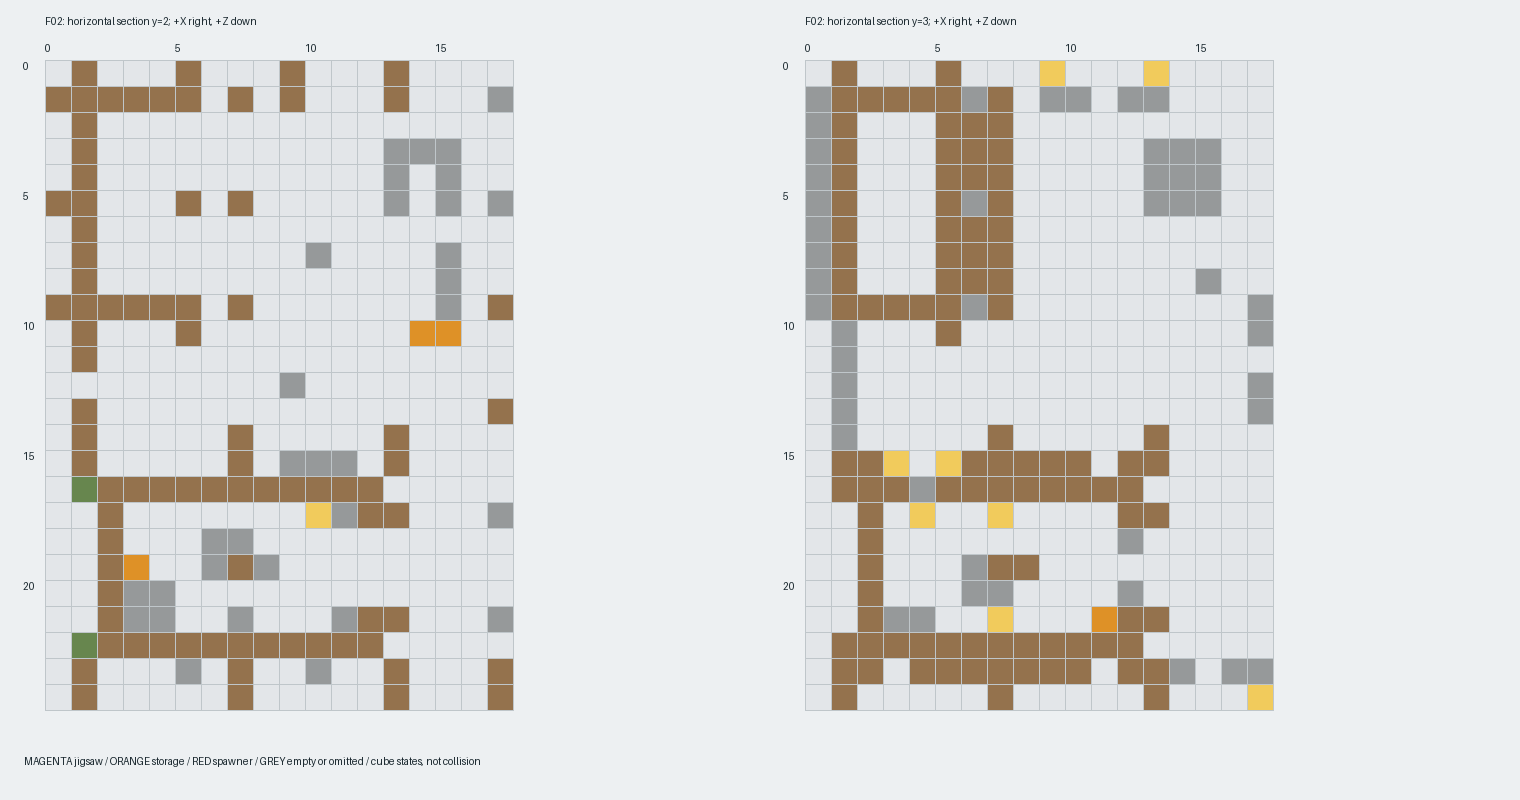 F02: horizontal section y=2; +X right, +Z down
0 5 10 15
0
5
10
15
20
F02: horizontal section y=3; +X right, +Z down
0 5 10 15
0
5
10
15
20
MAGENTA jigsaw / ORANGE storage / RED spawner / GREY empty or omitted / cube states, not collision